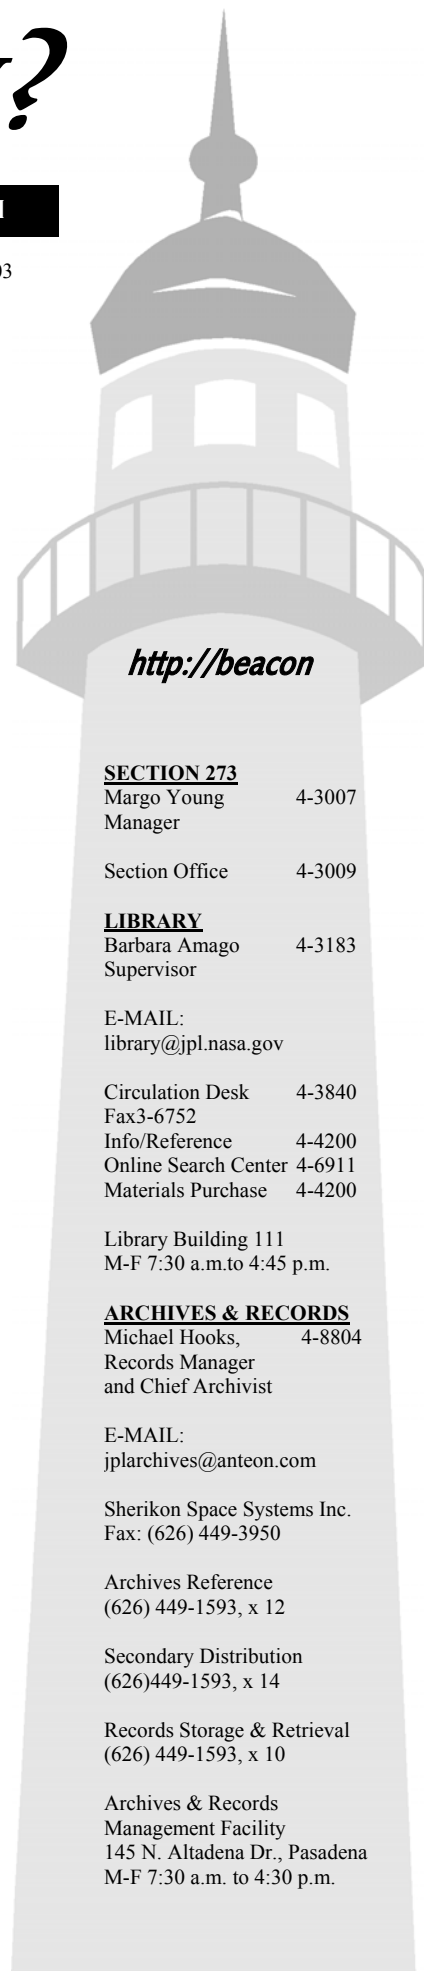 ?
03
http://beacon
SECTION 273
Margo Young 4-3007
Manager
Section Office 4-3009
LIBRARY
Barbara Amago 4-3183
Supervisor
E-MAIL:
library@jpl.nasa.gov
Circulation Desk 4-3840
Fax3-6752
Info/Reference 4-4200
Online Search Center 4-6911
Materials Purchase 4-4200
Library Building 111
M-F 7:30 a.m.to 4:45 p.m.
ARCHIVES & RECORDS
Michael Hooks, 4-8804
Records Manager
and Chief Archivist
E-MAIL:
jplarchives@anteon.com
Sherikon Space Systems Inc.
Fax: (626) 449-3950
Archives Reference
(626) 449-1593, x 12
Secondary Distribution
(626)449-1593, x 14
Records Storage & Retrieval
(626) 449-1593, x 10
Archives & Records
Management Facility
145 N. Altadena Dr., Pasadena
M-F 7:30 a.m. to 4:30 p.m.